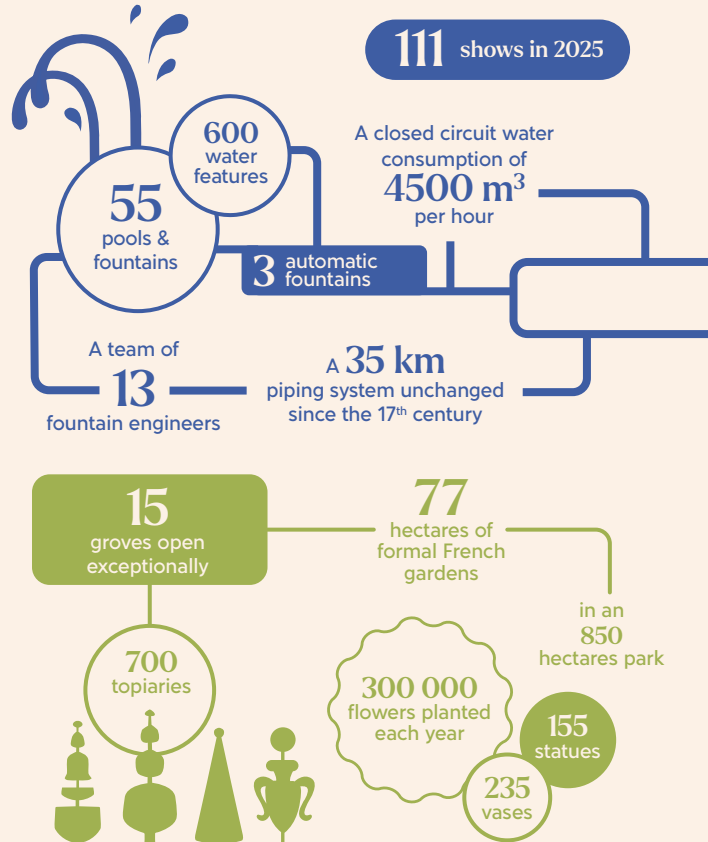 111 shows in 2025
600
water
features
55
pools &
fountains
A closed circuit water
consumption of
4500 m³
per hour
3 automatic
fountains
A team of
13
fountain engineers
A 35 km
piping system unchanged
since the 17th century
15
groves open
exceptionally
77
hectares of
formal French
gardens
in an
850
hectares park
700
topiaries
300 000
flowers planted
each year
155
statues
235
vases